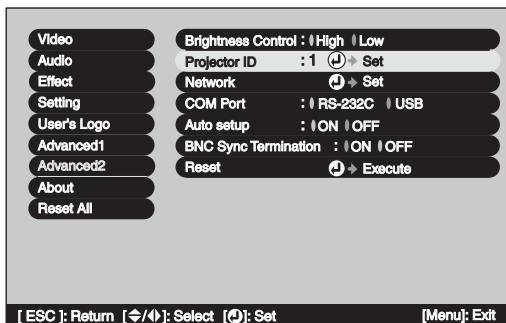 Video
Audio
Effect
Setting
User's Logo
Advanced1
Advanced2
About
Reset All
Brightness Control : High Low
Projector ID : 1 Set
Network Set
COM Port : RS-232C USB
Auto setup : ON OFF
BNC Sync Termination : ON OFF
Reset Execute
[ ESC ]: Return [ / ]: Select [ ]: Set [Menu]: Exit